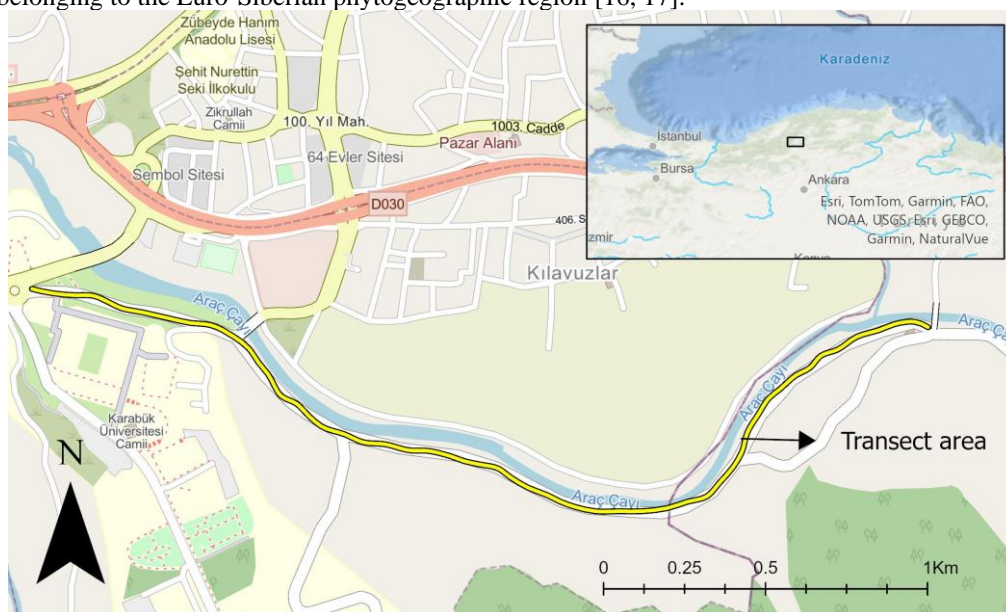 belonging to the Euro-Siberian phytogeographic region [16, 17].
Zübeyde Hanım
Anadolu Lisesi
Şehit Nurettin
Seki İlkokulu
Zikrullah
Camii
100. Yıl Mah.
1003. Cadde
Pazar Alanı
64 Evler Sitesi
Sembol Sitesi
D030
406. S
Kılavuzlar
Karadeniz
İstanbul
Bursa
Ankara
Esri, TomTom, Garmin, FAO,
NOAA, USGS, Esri, GEBCO,
Garmin, NaturalVue
zmir
Araç Çayı
Araç Çayı
Araç Çayı
Araç Ça
Karabük
Üniversitesi
Camii
N
Transect area
0 0.25 0.5 1Km